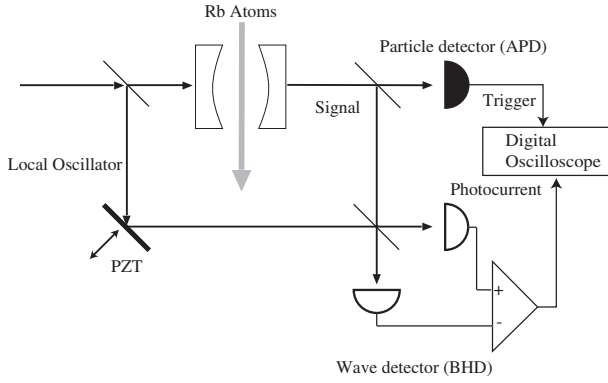 Rb Atoms
Particle detector (APD)
Trigger
Signal
Digital
Oscilloscope
Local Oscillator
Photocurrent
PZT
+
-
Wave detector (BHD)